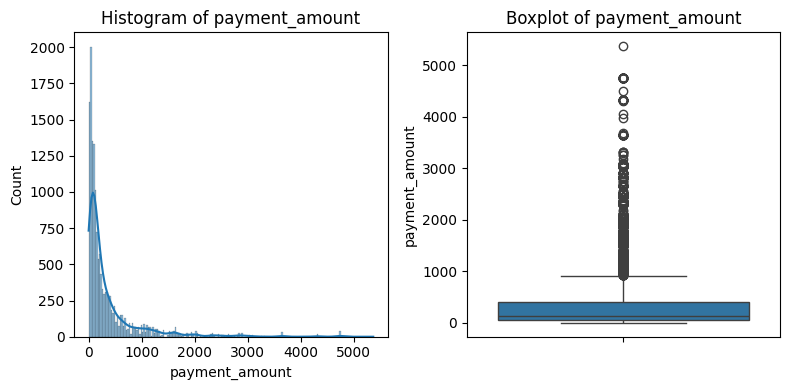 Histogram of payment_amount
2000
1750
1500
1250
1000
750
500
250
0
Count
0 1000 2000 3000 4000 5000
payment_amount
Boxplot of payment_amount
5000
4000
3000
2000
1000
0
payment_amount